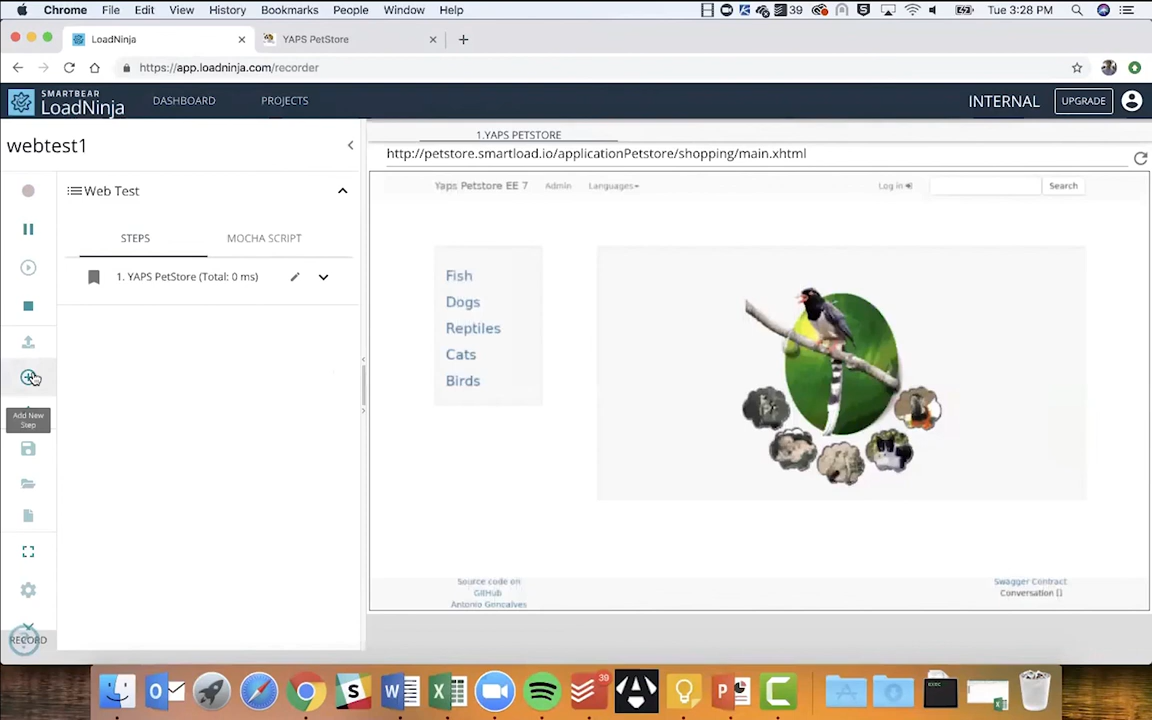 Chrome File Edit View History Bookmarks People Window Help 39 Tue 3:28 PM
LoadNinja YAPS PetStore
https://app.loadninja.com/recorder
SMARTBEAR
LoadNinja DASHBOARD PROJECTS INTERNAL UPGRADE
webtest1
1.YAPS PETSTORE
http://petstore.smartload.io/applicationPetstore/shopping/main.xhtml
Web Test
STEPS MOCHA SCRIPT
1. YAPS PetStore (Total: 0 ms)
Add New
Step
RECORD
Yaps Petstore EE 7 Admin Languages Log in Search
Fish
Dogs
Reptiles
Cats
Birds
Source code on
GitHub
Antonio Goncalves
Swagger Contract
Conversation []
39
EXEC